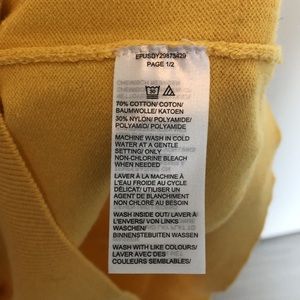 EPUSDY29875429
PAGE 1/2
70% COTTON/ COTON/
BAUMWOLLE/ KATOEN
30% NYLON/ POLYAMIDE/
POLYAMID/ POLYAMIDE
MACHINE WASH IN COLD
WATER AT A GENTLE
SETTING/ ONLY
NON-CHLORINE BLEACH
WHEN NEEDED
LAVER À LA MACHINE À
L'EAU FROIDE AU CYCLE
DÉLICAT/ UTILISER UN
AGENT DE BLANCHIMENT
NON CHLORÉ AU BESOIN
WASH INSIDE OUT/ LAVER À
L'ENVERS/ VON LINKS
WASCHEN/
BINNENSTEBUITEN WASSEN
WASH WITH LIKE COLOURS/
LAVER AVEC DES
COULEURS SEMBLABLES/